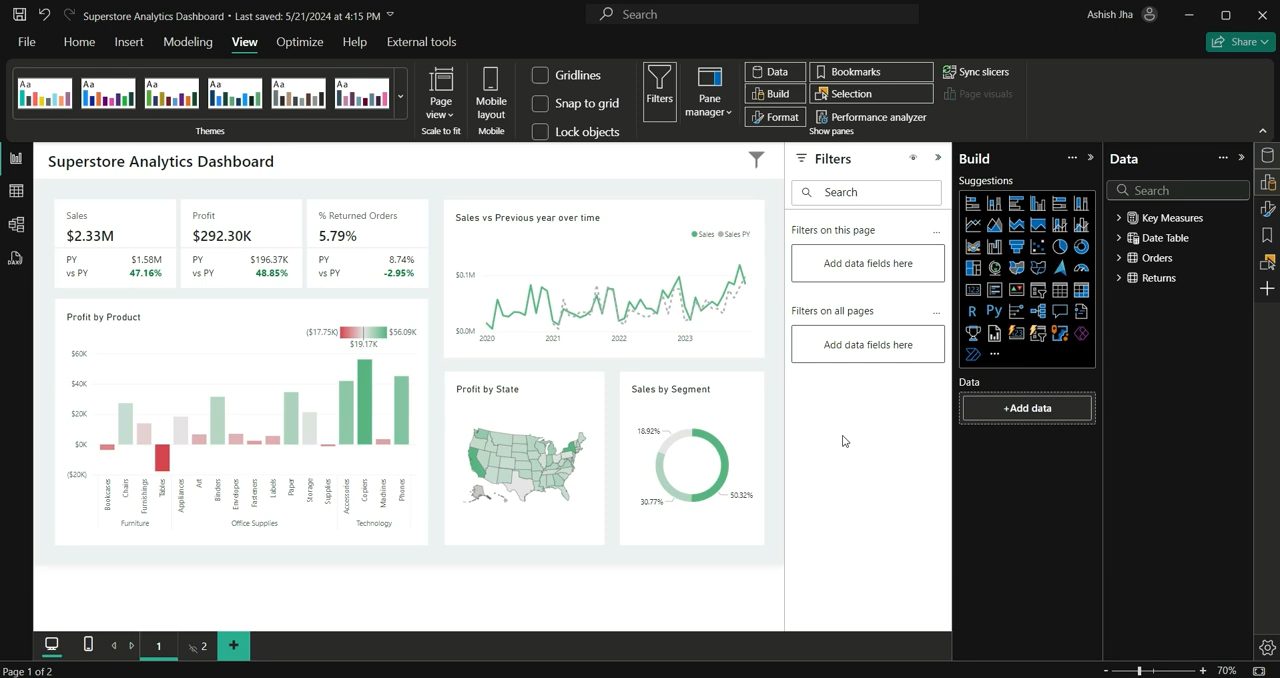 Superstore Analytics Dashboard • Last saved: 5/21/2024 at 4:15 PM
Search
Ashish Jha
File Home Insert Modeling View Optimize Help External tools
Share
Aa Aa Aa Aa Aa Aa
Themes
Page view
Scale to fit
Mobile layout
Mobile
Gridlines
Snap to grid
Lock objects
Filters
Pane manager
Data
Build
Format
Bookmarks
Selection
Performance analyzer
Show panes
Sync slicers
Page visuals
Superstore Analytics Dashboard
Sales
$2.33M
PY $1.58M
vs PY 47.16%
Profit
$292.30K
PY $196.37K
vs PY 48.85%
% Returned Orders
5.79%
PY 8.74%
vs PY -2.95%
Sales vs Previous year over time
Sales Sales PY
$0.1M
$0.0M
2020 2021 2022 2023
Profit by Product
($17.75K) $56.09K
$19.17K
$60K
$40K
$20K
$0K
($20K)
Bookcases Chairs Furnishings Tables Appliances Art Binders Envelopes Fasteners Labels Paper Storage Supplies Accessories Copiers Machines Phones
Furniture Office Supplies Technology
Profit by State
Sales by Segment
18.92%
30.77%
50.32%
Filters
Search
Filters on this page ...
Add data fields here
Filters on all pages ...
Add data fields here
Build
Suggestions
123
R Py
123
Data
+Add data
Data
Search
Key Measures
Date Table
Orders
Returns
DAX
1 2 +
Page 1 of 2
- + 70%